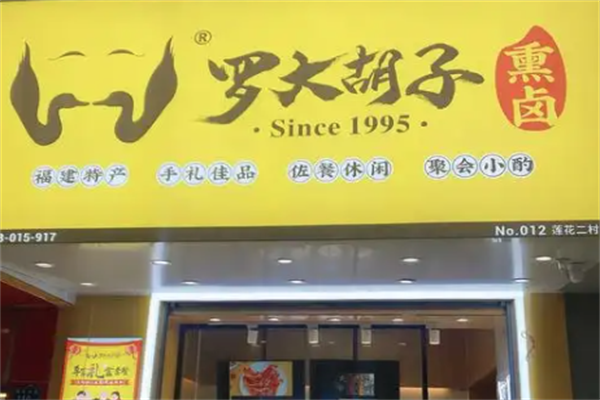 ® 罗大胡子 熏卤
·Since 1995·
福建特产 手礼佳品 佐餐休闲 聚会小酌
-015-917 No.012 莲花二村
礼